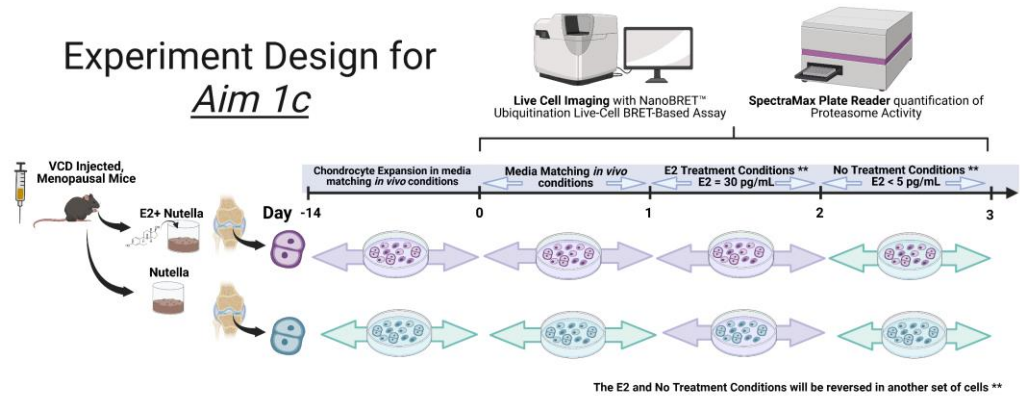 Experiment Design for
Aim 1c
Live Cell Imaging with NanoBRET™
Ubiquitination Live-Cell BRET-Based Assay
SpectraMax Plate Reader quantification of
Proteasome Activity
VCD Injected,
Menopausal Mice
E2+ Nutella
Nutella
Chondrocyte Expansion in media
matching in vivo conditions
Media Matching in vivo
conditions
E2 Treatment Conditions **
E2 = 30 pg/mL
No Treatment Conditions **
E2 < 5 pg/mL
Day -14 0 1 2 3
The E2 and No Treatment Conditions will be reversed in another set of cells **